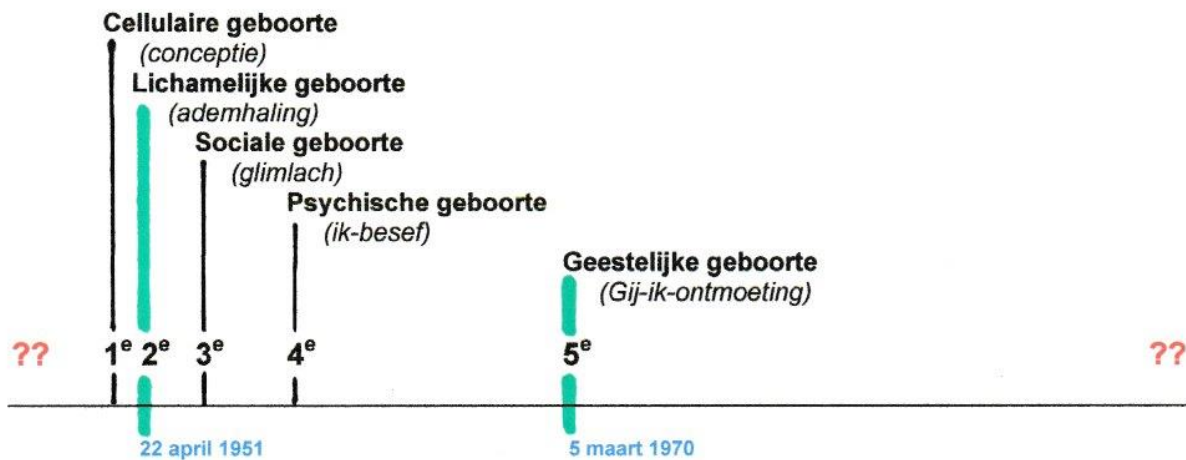 Cellulaire geboorte
(conceptie)
Lichamelijke geboorte
(ademhaling)
Sociale geboorte
(glimlach)
Psychische geboorte
(ik-besef)
Geestelijke geboorte
(Gij-ik-ontmoeting)
?? 1e 2e 3e 4e 5e ??
22 april 1951 5 maart 1970